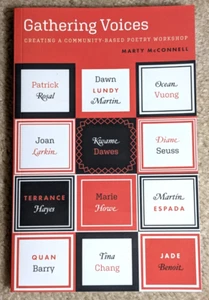 Gathering Voices
CREATING A COMMUNITY-BASED POETRY WORKSHOP
MARTY McCONNELL
Patrick
Rosal
Dawn
LUNDY
Martin
Ocean
Vuong
Joan
Larkin
Kwame
Dawes
Diane
Seuss
TERRANCE
Hayes
Marie
Howe
Martín
ESPADA
QUAN
Barry
Tina
Chang
JADE
Benoit